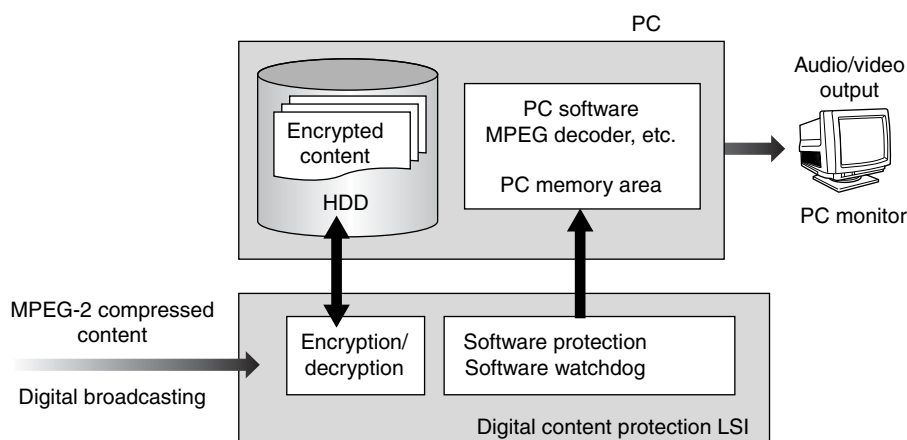 PC
Encrypted
content
HDD
PC software
MPEG decoder, etc.
PC memory area
Audio/video
output
PC monitor
MPEG-2 compressed
content
Digital broadcasting
Encryption/
decryption
Software protection
Software watchdog
Digital content protection LSI